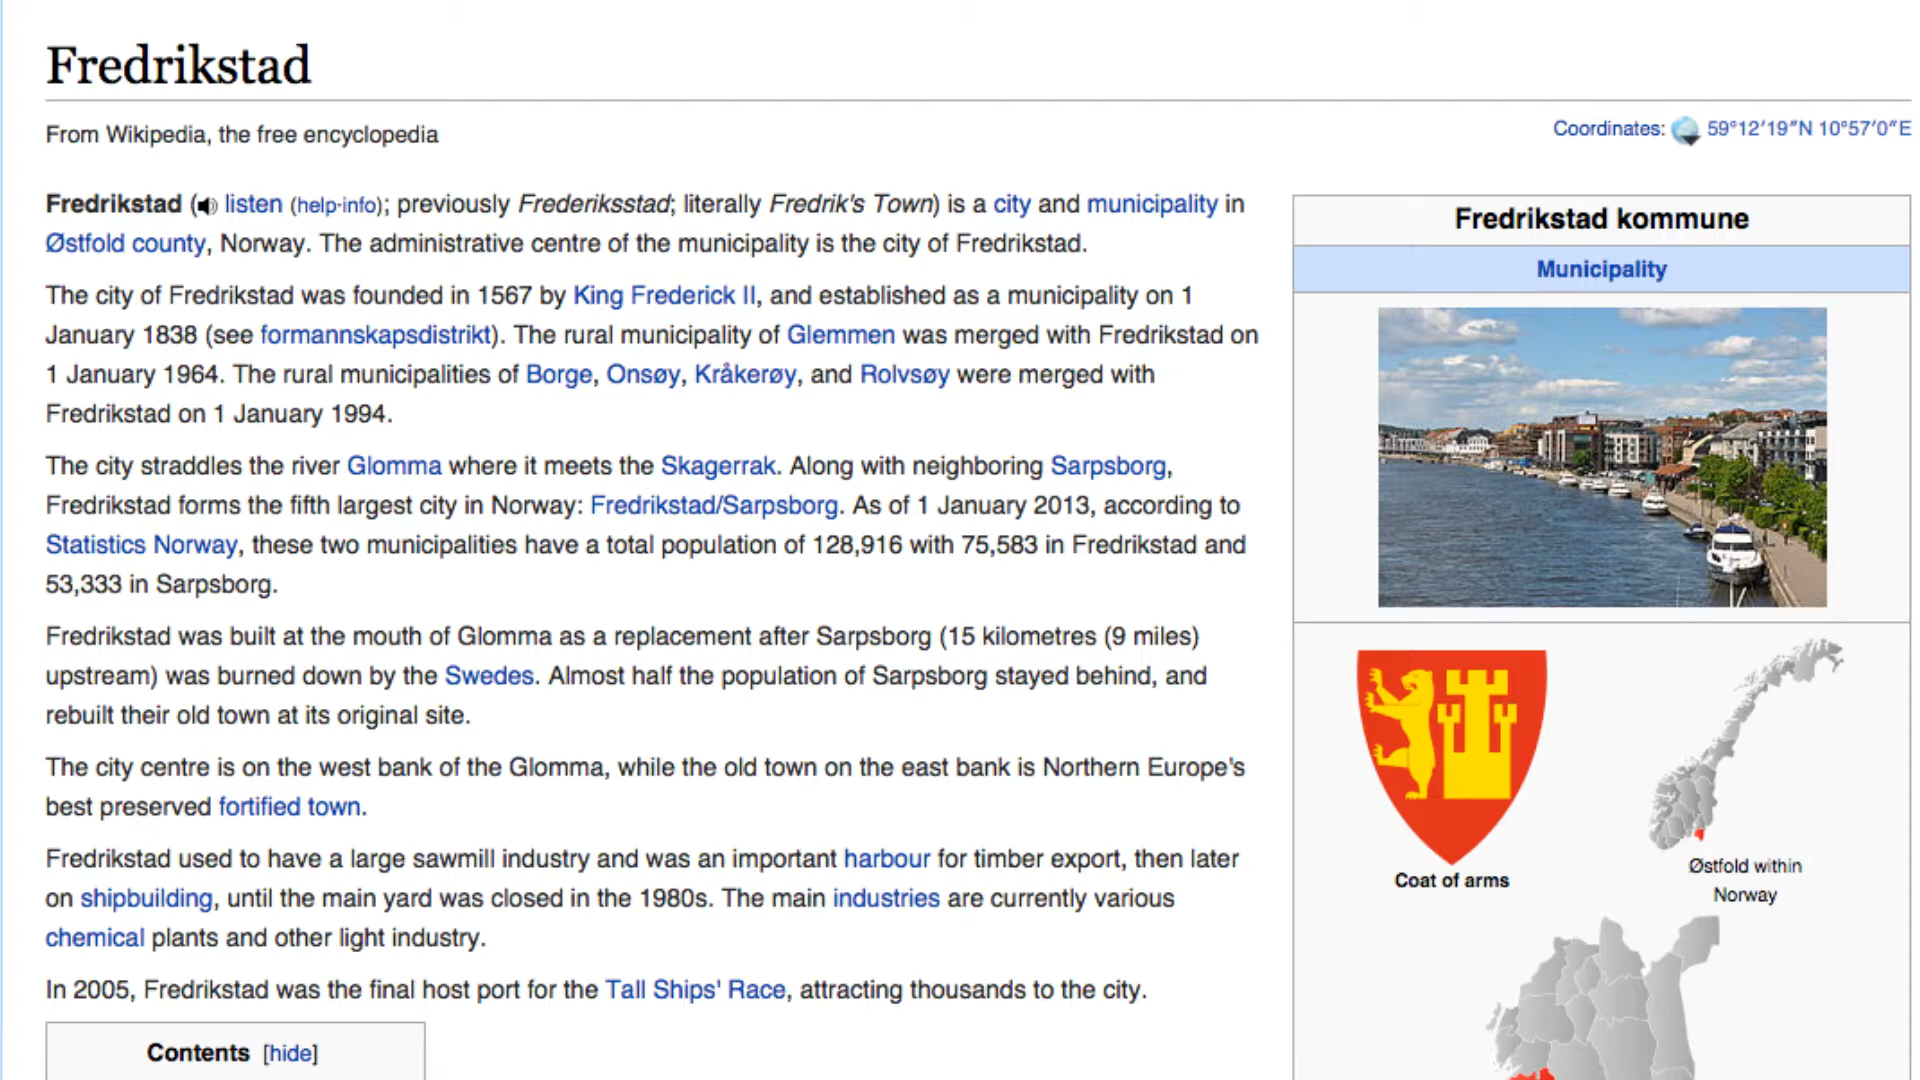 Fredrikstad
From Wikipedia, the free encyclopedia
Coordinates: 59°12′19″N 10°57′0″E
Fredrikstad ( listen (help·info); previously Frederiksstad; literally Fredrik's Town) is a city and municipality in
Østfold county, Norway. The administrative centre of the municipality is the city of Fredrikstad.
The city of Fredrikstad was founded in 1567 by King Frederick II, and established as a municipality on 1
January 1838 (see formannskapsdistrikt). The rural municipality of Glemmen was merged with Fredrikstad on
1 January 1964. The rural municipalities of Borge, Onsøy, Kråkerøy, and Rolvsøy were merged with
Fredrikstad on 1 January 1994.
The city straddles the river Glomma where it meets the Skagerrak. Along with neighboring Sarpsborg,
Fredrikstad forms the fifth largest city in Norway: Fredrikstad/Sarpsborg. As of 1 January 2013, according to
Statistics Norway, these two municipalities have a total population of 128,916 with 75,583 in Fredrikstad and
53,333 in Sarpsborg.
Fredrikstad was built at the mouth of Glomma as a replacement after Sarpsborg (15 kilometres (9 miles)
upstream) was burned down by the Swedes. Almost half the population of Sarpsborg stayed behind, and
rebuilt their old town at its original site.
The city centre is on the west bank of the Glomma, while the old town on the east bank is Northern Europe's
best preserved fortified town.
Fredrikstad used to have a large sawmill industry and was an important harbour for timber export, then later
on shipbuilding, until the main yard was closed in the 1980s. The main industries are currently various
chemical plants and other light industry.
In 2005, Fredrikstad was the final host port for the Tall Ships' Race, attracting thousands to the city.
Contents [hide]
Fredrikstad kommune
Municipality
Coat of arms
Østfold within
Norway